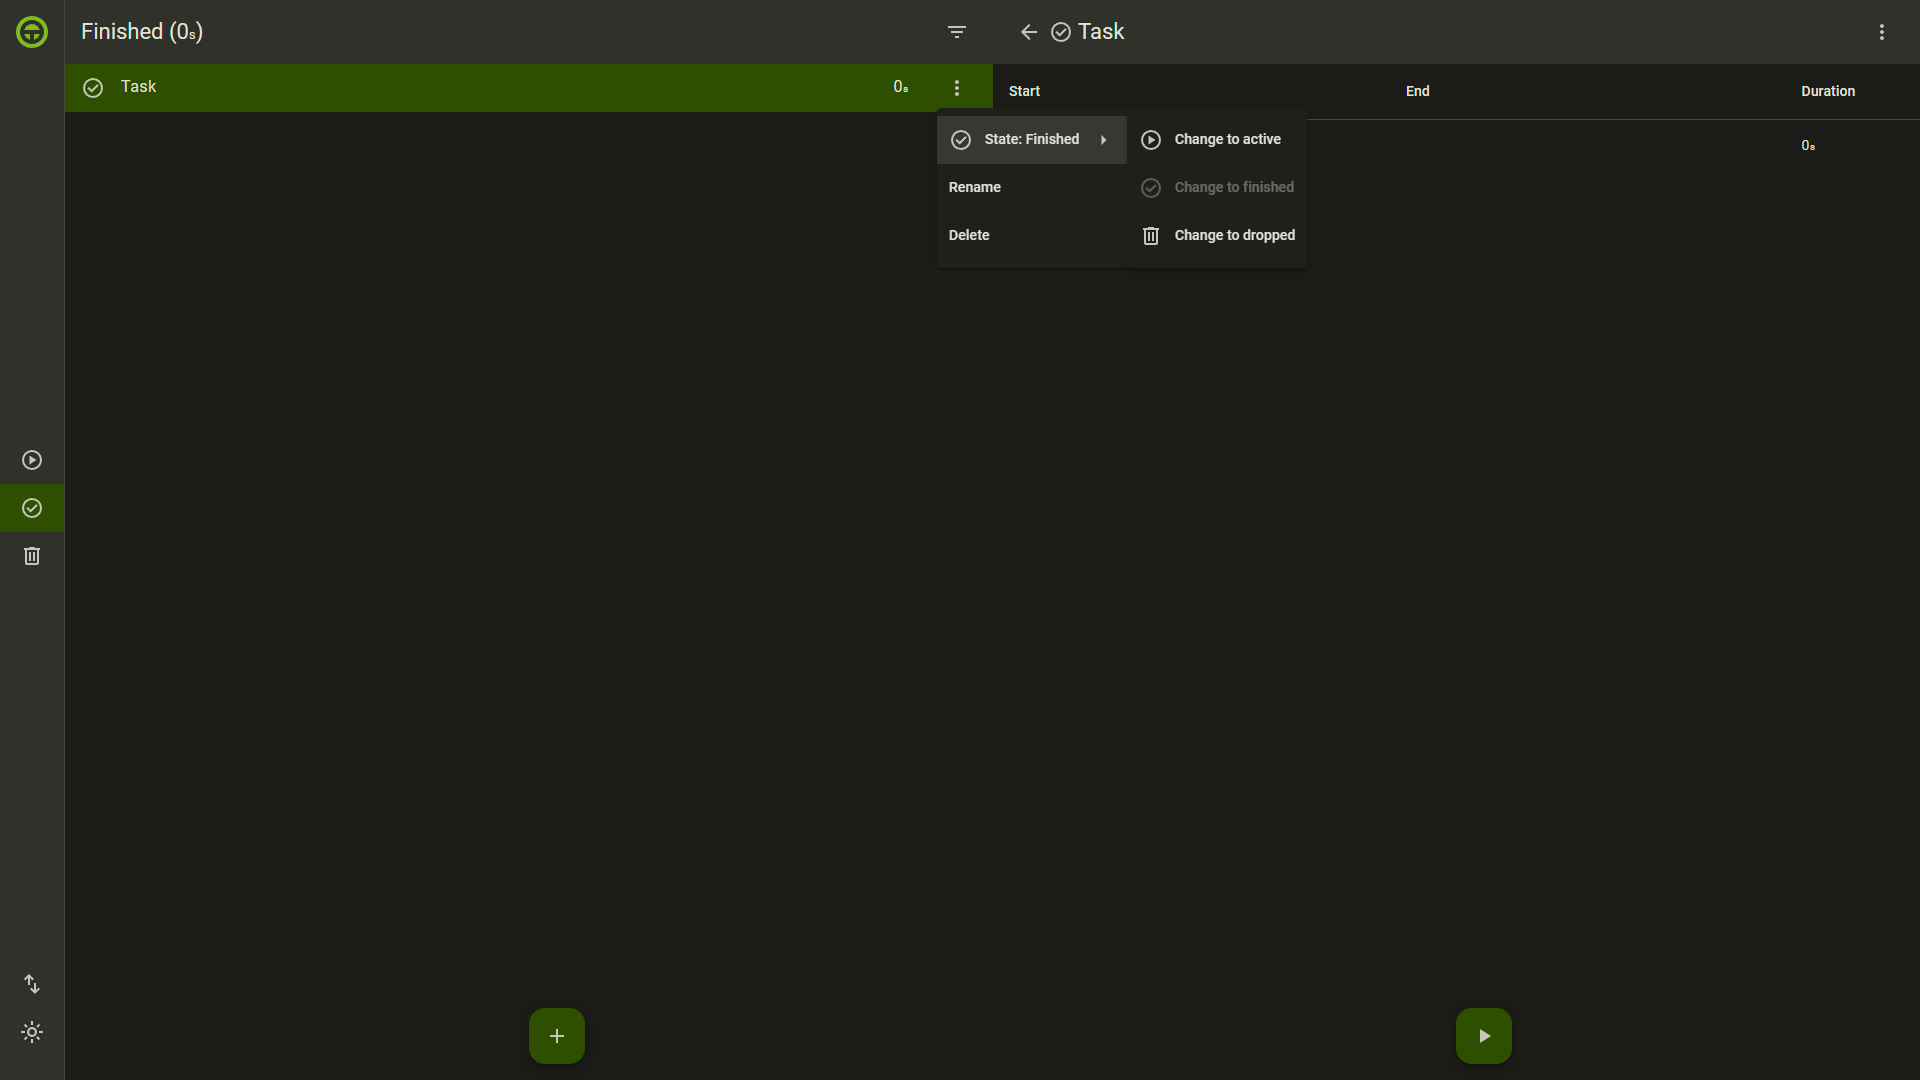 Finished (0s)
Task
Task
0s
Start
End
Duration
State: Finished
Rename
Delete
Change to active
Change to finished
Change to dropped
0s